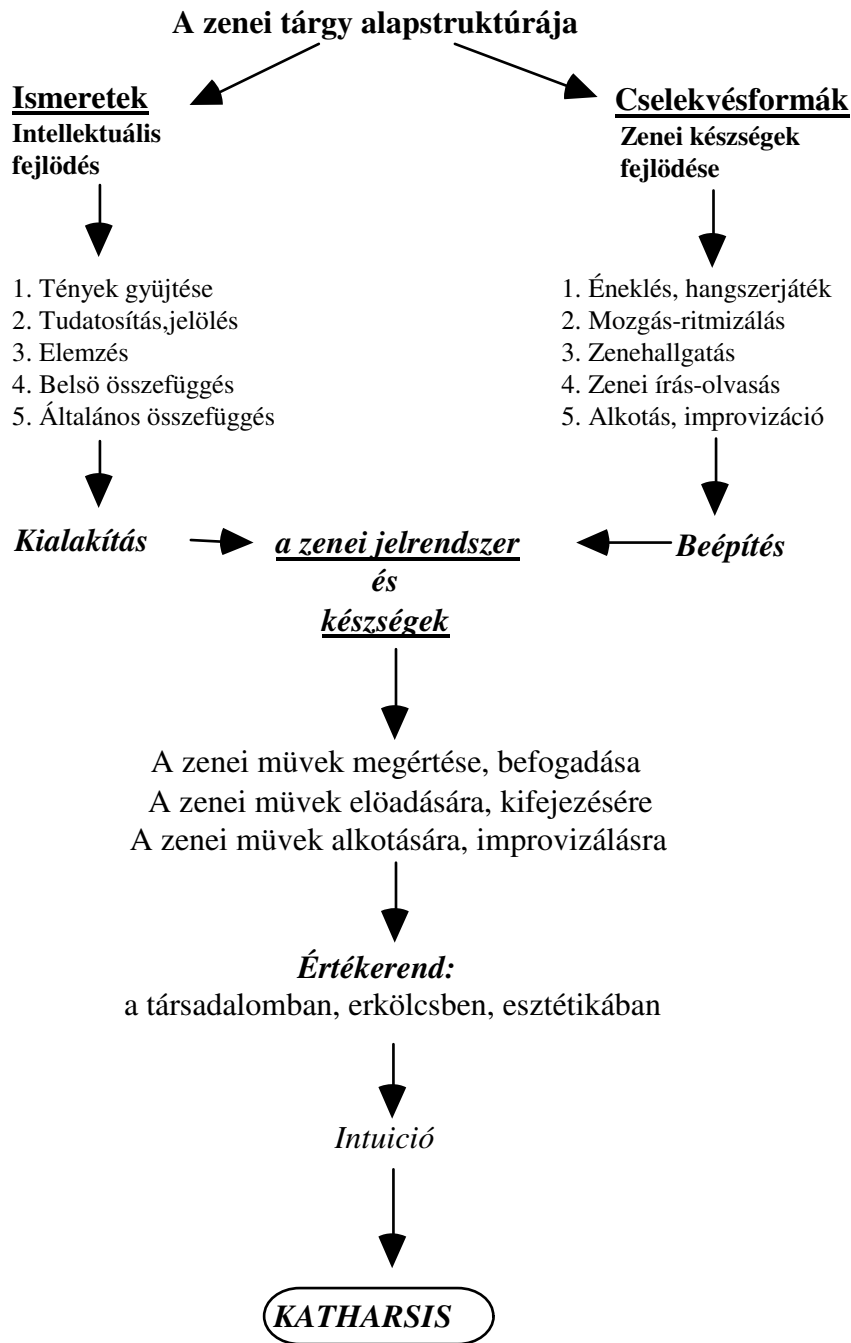 A zenei tárgy alapstruktúrája
Ismeretek
Intellektuális
fejlödés
1. Tények gyüjtése
2. Tudatosítás,jelölés
3. Elemzés
4. Belsö összefüggés
5. Általános összefüggés
Kialakítás
Cselekvésformák
Zenei készségek
fejlödése
1. Éneklés, hangszerjáték
2. Mozgás-ritmizálás
3. Zenehallgatás
4. Zenei írás-olvasás
5. Alkotás, improvizáció
Beépítés
a zenei jelrendszer
és
készségek
A zenei müvek megértése, befogadása
A zenei müvek elöadására, kifejezésére
A zenei müvek alkotására, improvizálásra
Értékerend:
a társadalomban, erkölcsben, esztétikában
Intuició
KATHARSIS